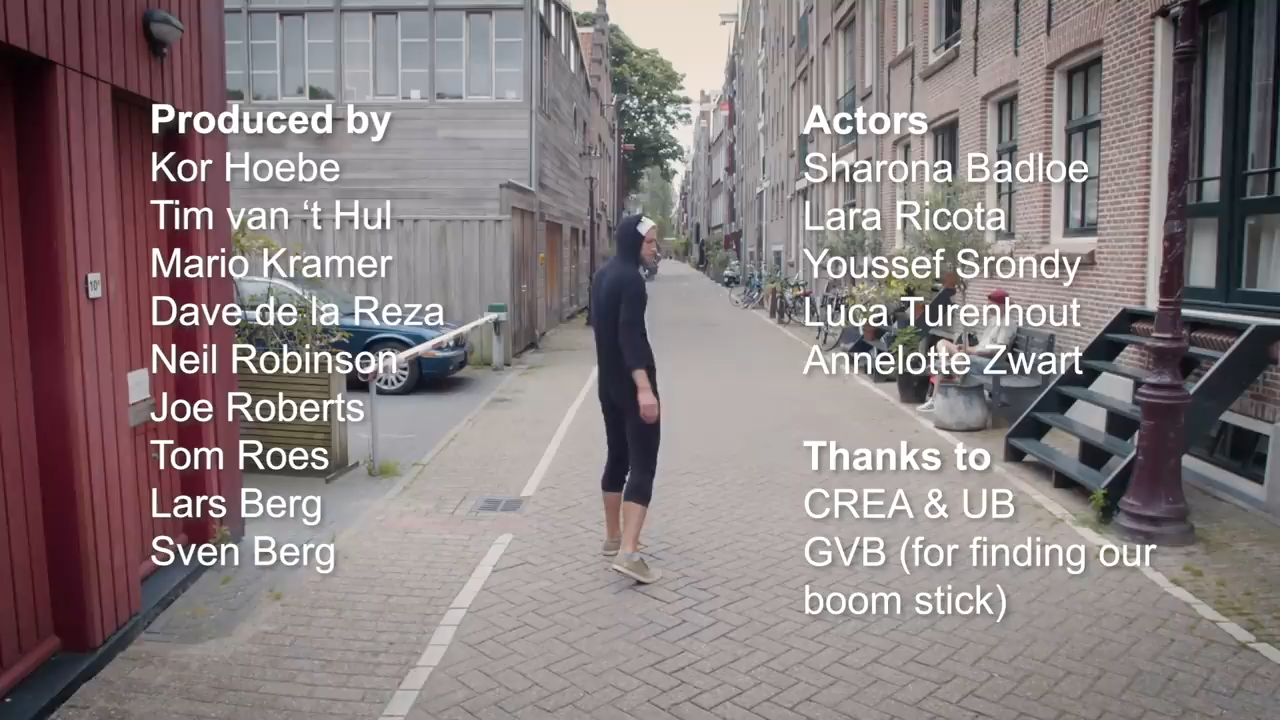 Produced by
Kor Hoebe
Tim van ‘t Hul
Mario Kramer
Dave de la Reza
Neil Robinson
Joe Roberts
Tom Roes
Lars Berg
Sven Berg
Actors
Sharona Badloe
Lara Ricota
Youssef Srondy
Luca Turenhout
Annelotte Zwart
Thanks to
CREA & UB
GVB (for finding our
boom stick)